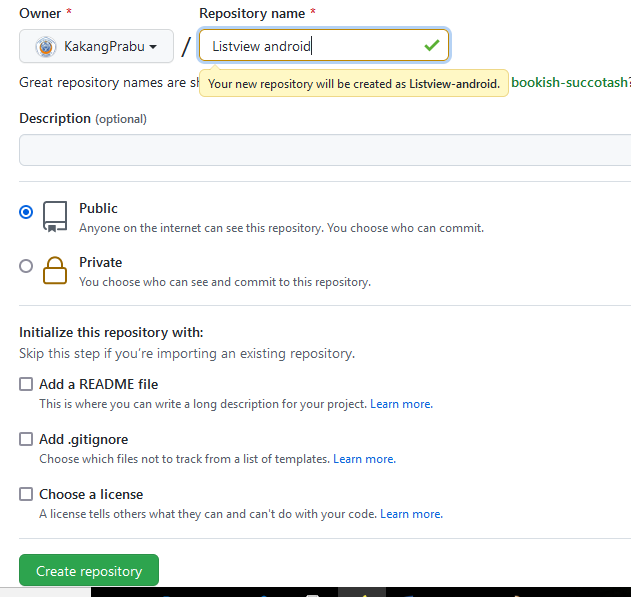 Owner * Repository name *
KakangPrabu / Listview android
Great repository names are sh
Your new repository will be created as Listview-android.
bookish-succotash?
Description (optional)
Public
Anyone on the internet can see this repository. You choose who can commit.
Private
You choose who can see and commit to this repository.
Initialize this repository with:
Skip this step if you're importing an existing repository.
Add a README file
This is where you can write a long description for your project. Learn more.
Add .gitignore
Choose which files not to track from a list of templates. Learn more.
Choose a license
A license tells others what they can and can't do with your code. Learn more.
Create repository